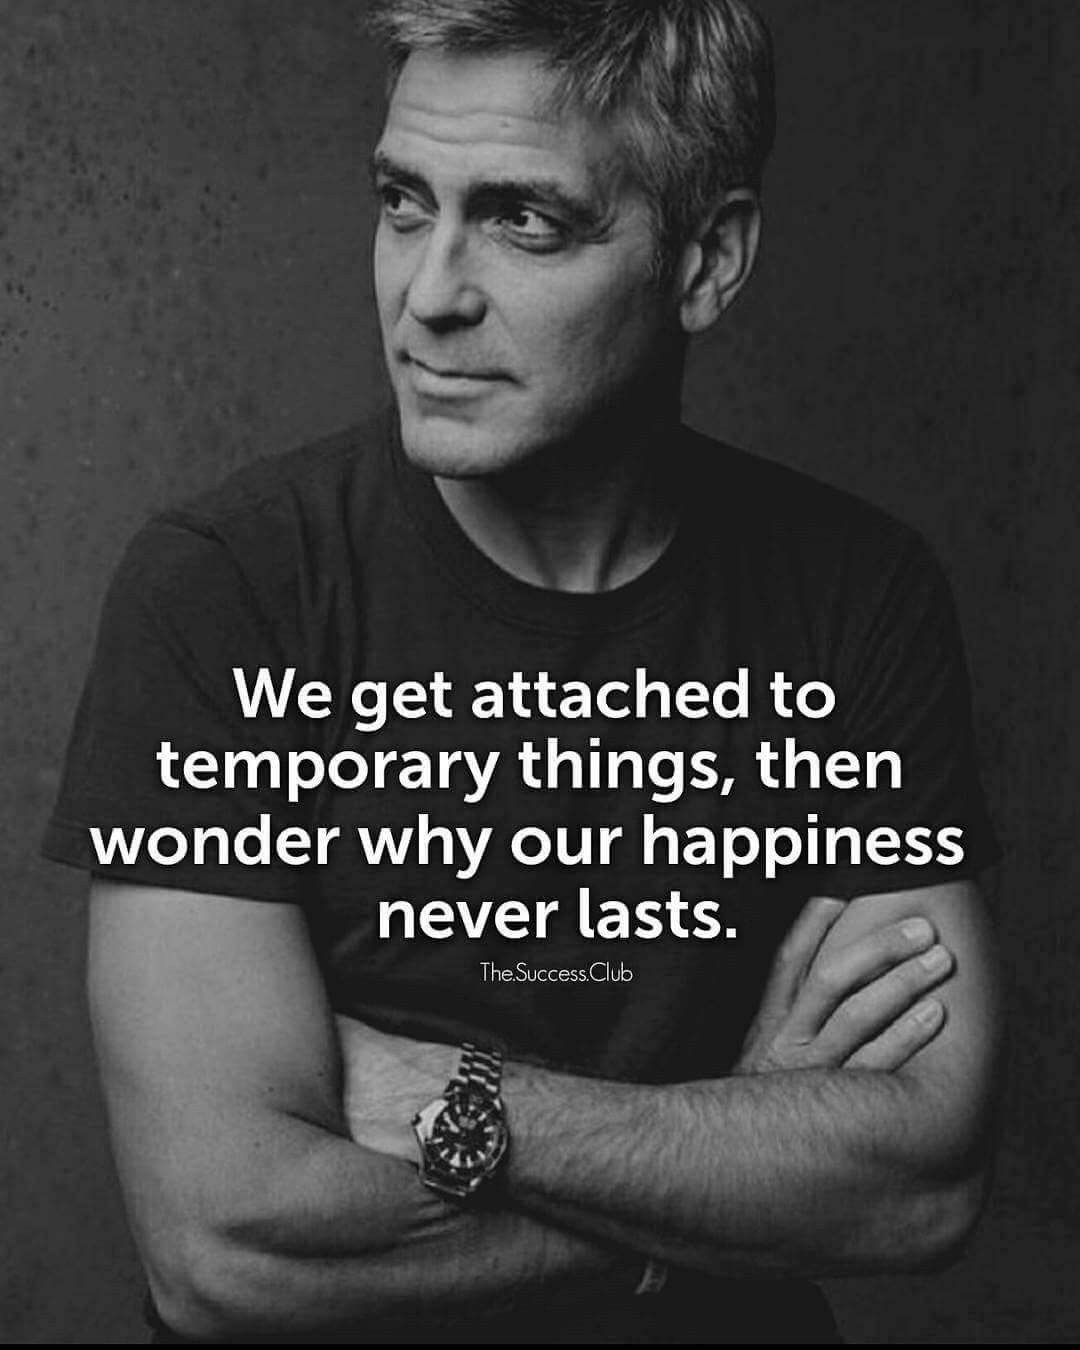 We get attached to
temporary things, then
wonder why our happiness
never lasts.
The.Success.Club